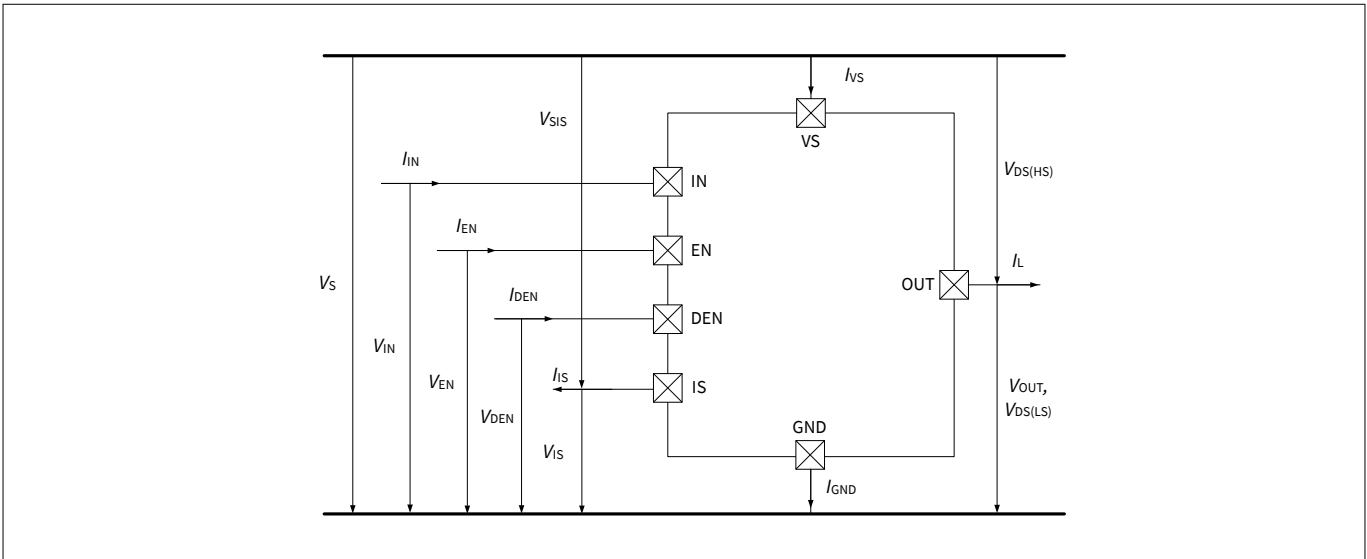 IVS
VSIS
VS
IIN
IN
VDS(HS)
IEN
EN
IL
VS
OUT
IDEN
DEN
VIN
IIS
IS
VEN
VOUT,
VDS(LS)
VDEN
GND
VIS
IGND